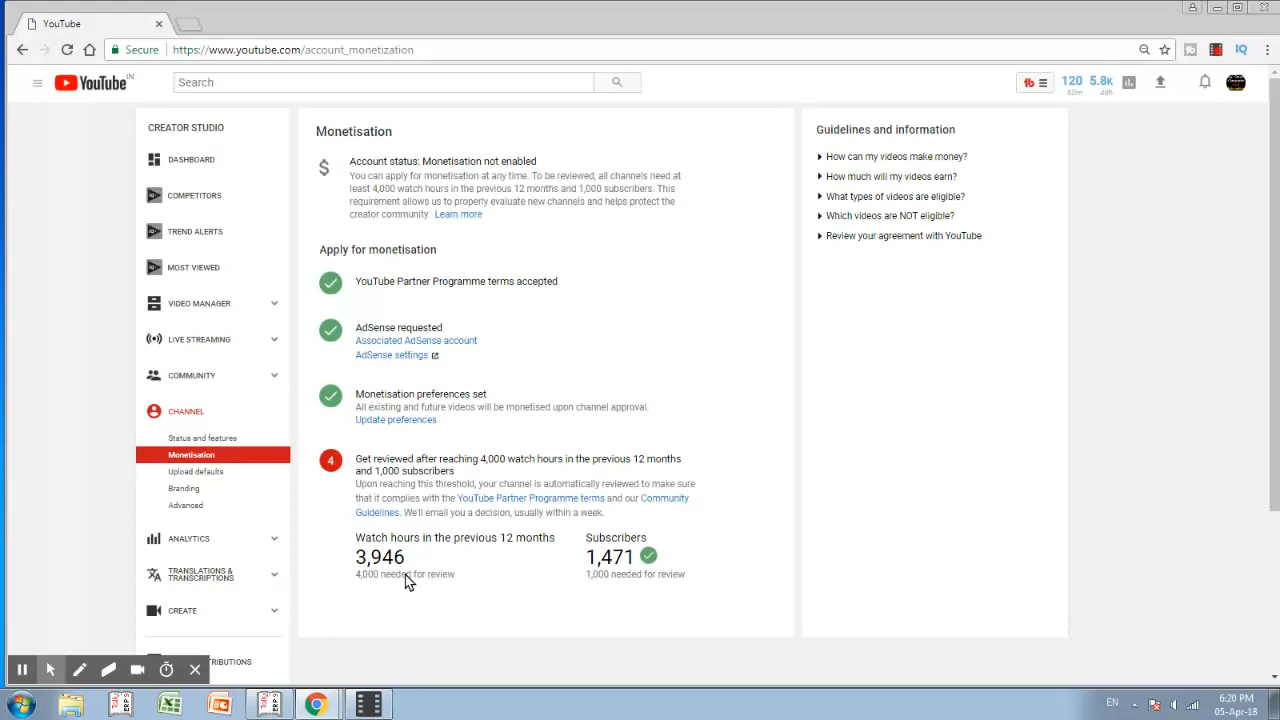 YouTube
Secure https://www.youtube.com/account_monetization
YouTube IN
Search
120 60m 5.8K 48h
CREATOR STUDIO
DASHBOARD
COMPETITORS
TREND ALERTS
MOST VIEWED
VIDEO MANAGER
LIVE STREAMING
COMMUNITY
CHANNEL
Status and features
Monetisation
Upload defaults
Branding
Advanced
ANALYTICS
TRANSLATIONS &
TRANSCRIPTIONS
CREATE
Monetisation
Account status: Monetisation not enabled
You can apply for monetisation at any time. To be reviewed, all channels need at
least 4,000 watch hours in the previous 12 months and 1,000 subscribers. This
requirement allows us to properly evaluate new channels and helps protect the
creator community. Learn more
Apply for monetisation
YouTube Partner Programme terms accepted
AdSense requested
Associated AdSense account
AdSense settings
Monetisation preferences set
All existing and future videos will be monetised upon channel approval.
Update preferences
4
Get reviewed after reaching 4,000 watch hours in the previous 12 months
and 1,000 subscribers
Upon reaching this threshold, your channel is automatically reviewed to make sure
that it complies with the YouTube Partner Programme terms and our Community
Guidelines. We'll email you a decision, usually within a week.
Watch hours in the previous 12 months
3,946
4,000 needed for review
Subscribers
1,471
1,000 needed for review
Guidelines and information
How can my videos make money?
How much will my videos earn?
What types of videos are eligible?
Which videos are NOT eligible?
Review your agreement with YouTube
EN
6:20 PM
05-Apr-18